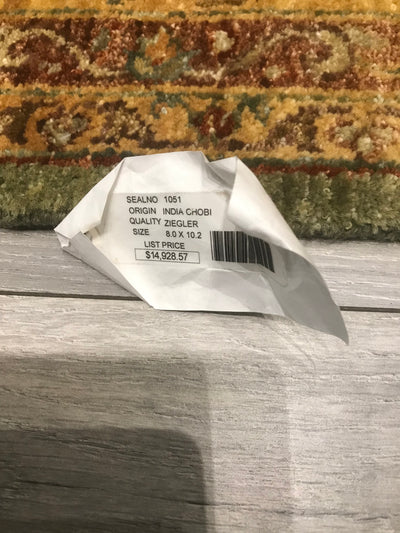 SEALNO 1051
ORIGIN INDIA CHOBI
QUALITY ZIEGLER
SIZE 8.0 X 10.2
LIST PRICE
$14,928.57